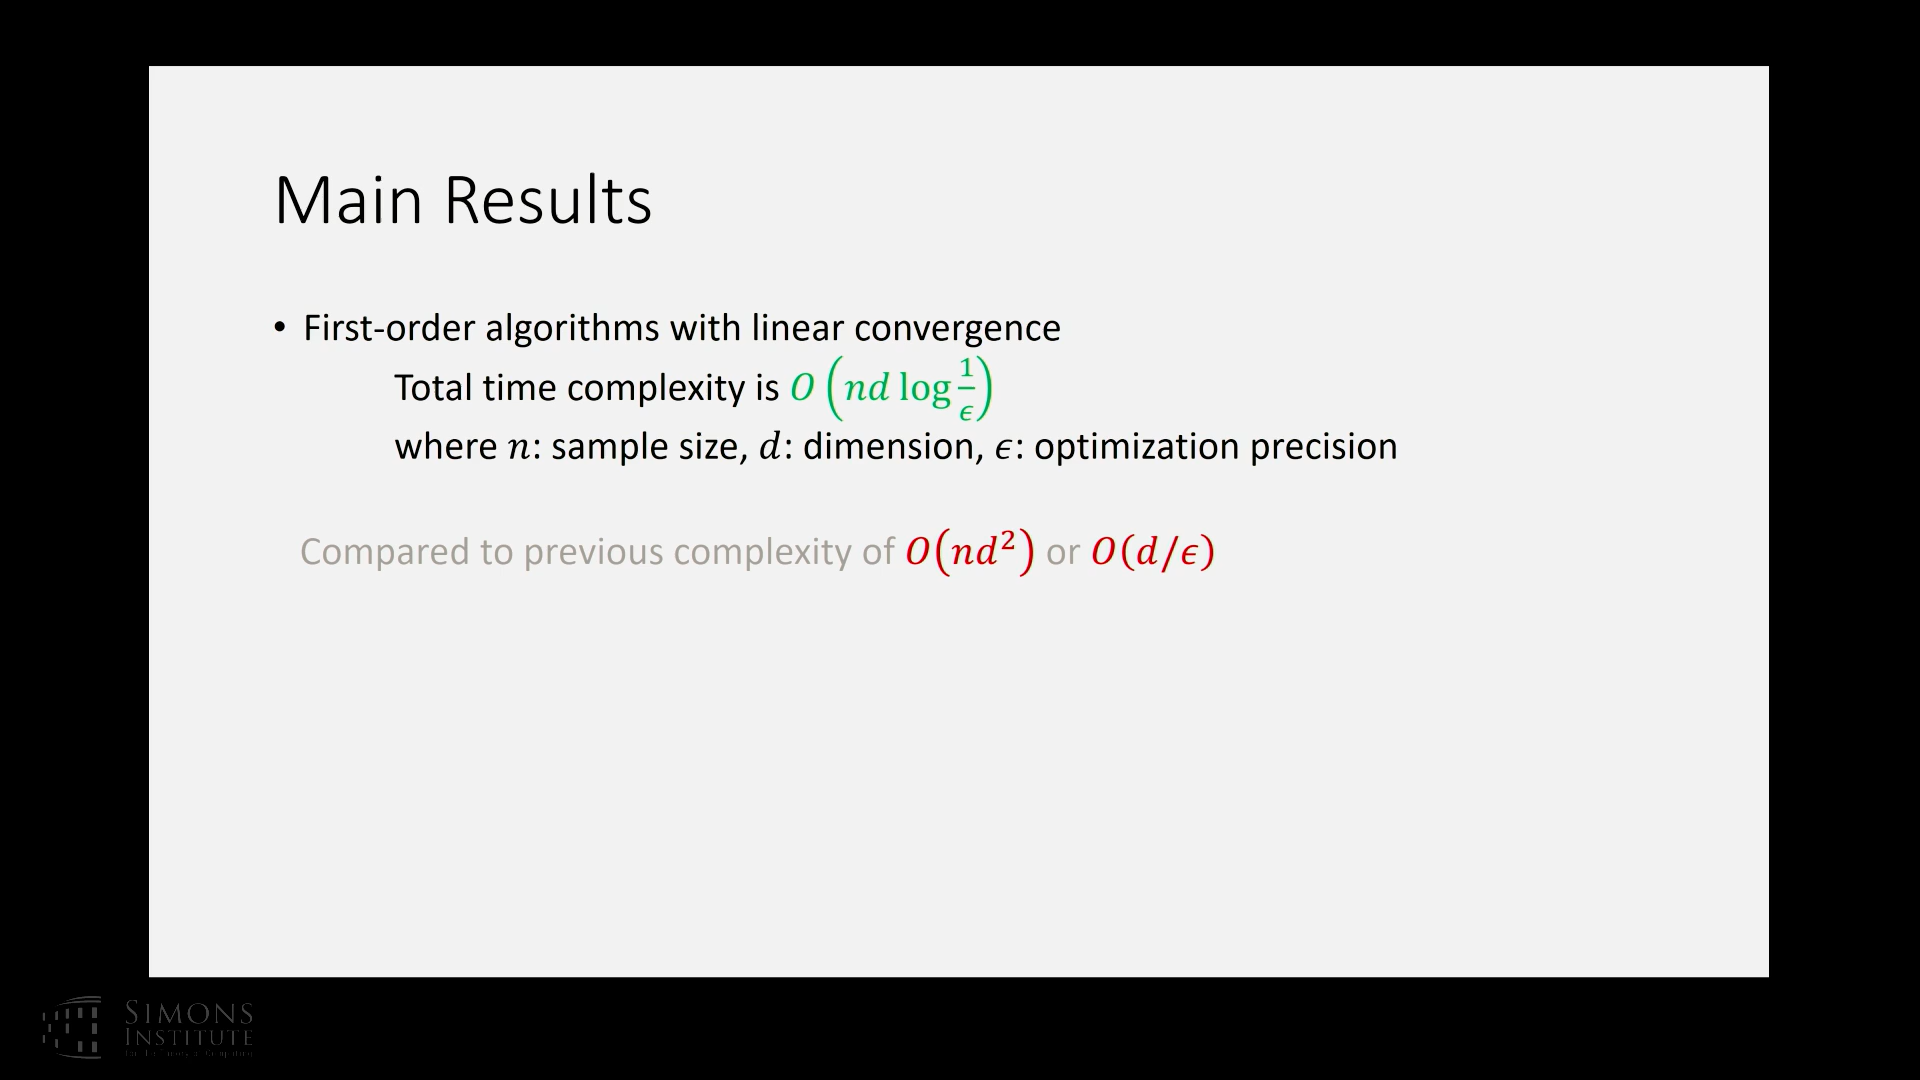 Main Results
• First-order algorithms with linear convergence
Total time complexity is O(nd log 1/ϵ)
where n: sample size, d: dimension, ϵ: optimization precision
Compared to previous complexity of O(nd²) or O(d/ϵ)
SIMONS
INSTITUTE